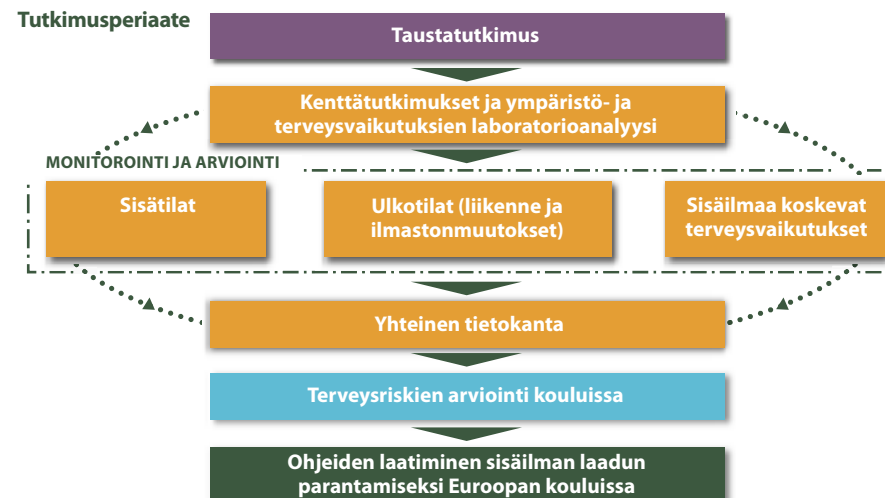 Tutkimusperiaate
Taustatutkimus
Kenttätutkimukset ja ympäristö- ja
terveysvaikutuksien laboratorioanalyysi
MONITOROINTI JA ARVIOINTI
Sisätilat
Ulkotilat (liikenne ja
ilmastonmuutokset)
Sisäilmaa koskevat
terveysvaikutukset
Yhteinen tietokanta
Terveysriskien arviointi kouluissa
Ohjeiden laatiminen sisäilman laadun
parantamiseksi Euroopan kouluissa